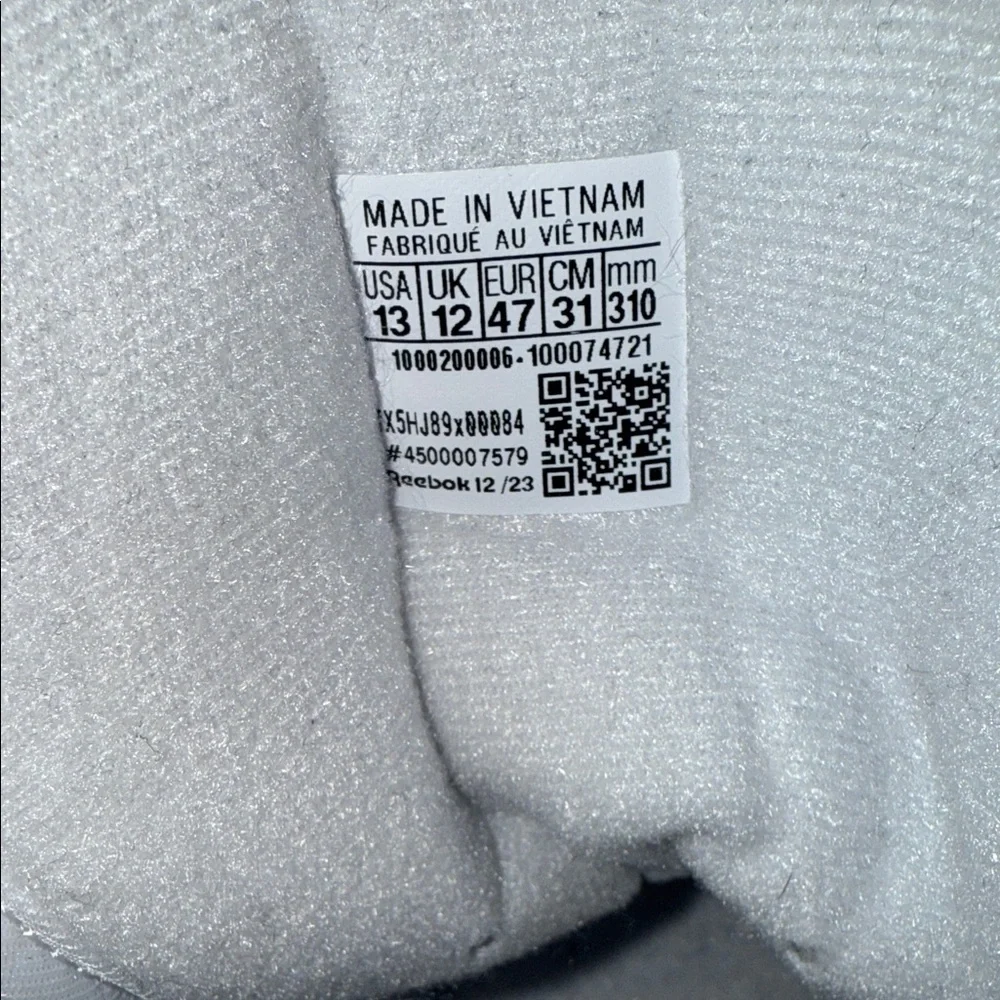 MADE IN VIETNAM
FABRIQUÉ AU VIÊTNAM
USA UK EUR CM mm
13 12 47 31 310
1000200006-100074721
X5HJ89x00084
#4500007579
Reebok 12 /23